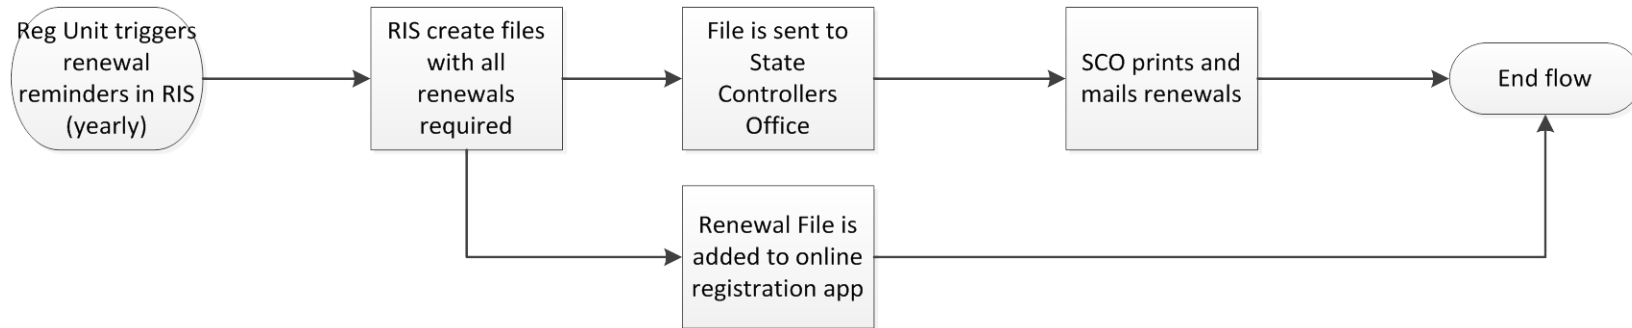 Reg Unit triggers
renewal
reminders in RIS
(yearly)
RIS create files
with all
renewals
required
File is sent to
State
Controllers
Office
SCO prints and
mails renewals
End flow
Renewal File is
added to online
registration app